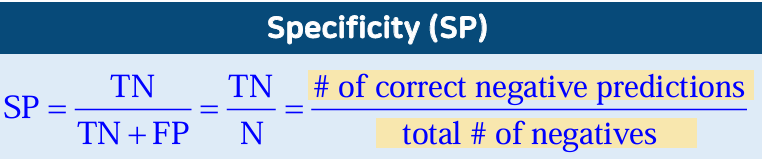 Specificity (SP)
SP = TN / (TN + FP) = TN / N = # of correct negative predictions / total # of negatives